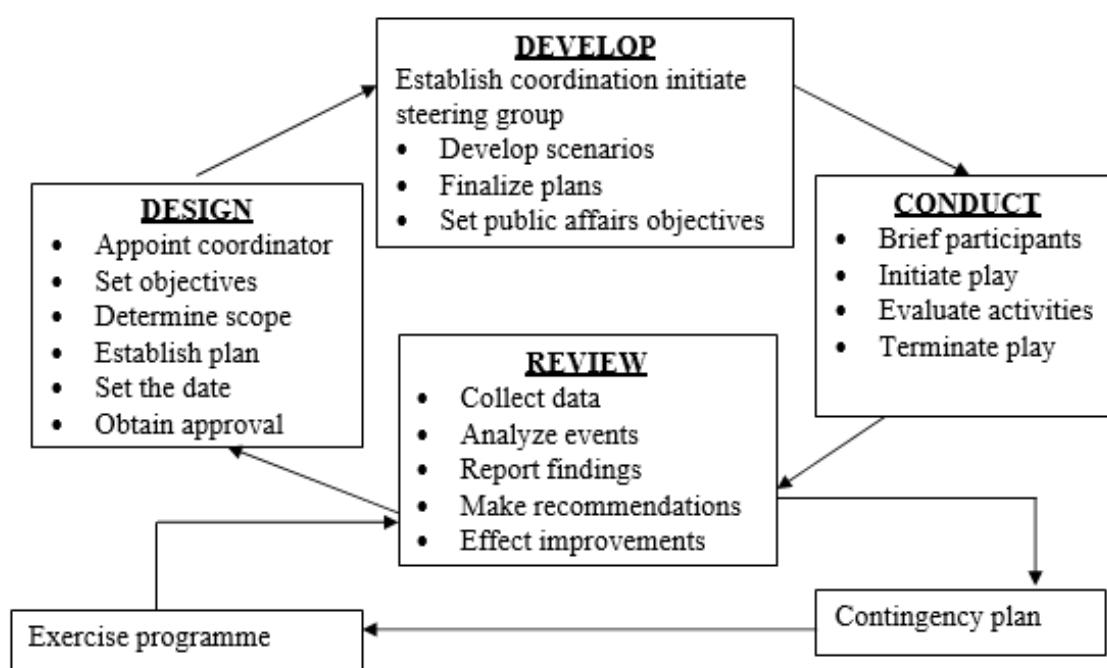 DEVELOP
Establish coordination initiate
steering group
• Develop scenarios
• Finalize plans
• Set public affairs objectives
DESIGN
• Appoint coordinator
• Set objectives
• Determine scope
• Establish plan
• Set the date
• Obtain approval
CONDUCT
• Brief participants
• Initiate play
• Evaluate activities
• Terminate play
REVIEW
• Collect data
• Analyze events
• Report findings
• Make recommendations
• Effect improvements
Exercise programme
Contingency plan